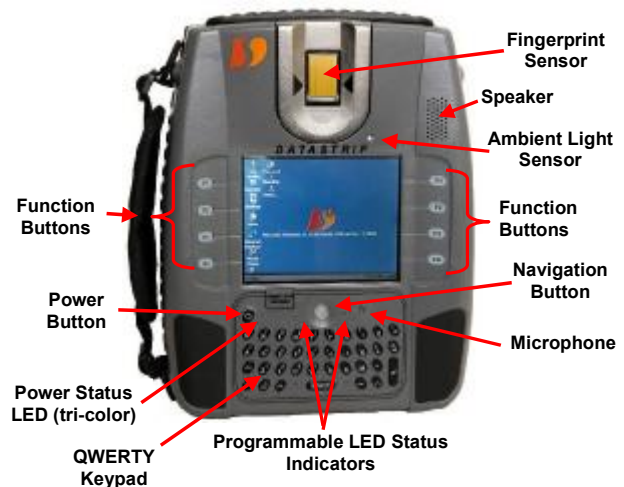 Fingerprint
Sensor
Speaker
Ambient Light
Sensor
DATASTRIP
Function
Buttons
Function
Buttons
Navigation
Button
Power
Button
Microphone
Power Status
LED (tri-color)
Programmable LED Status
Indicators
QWERTY
Keypad